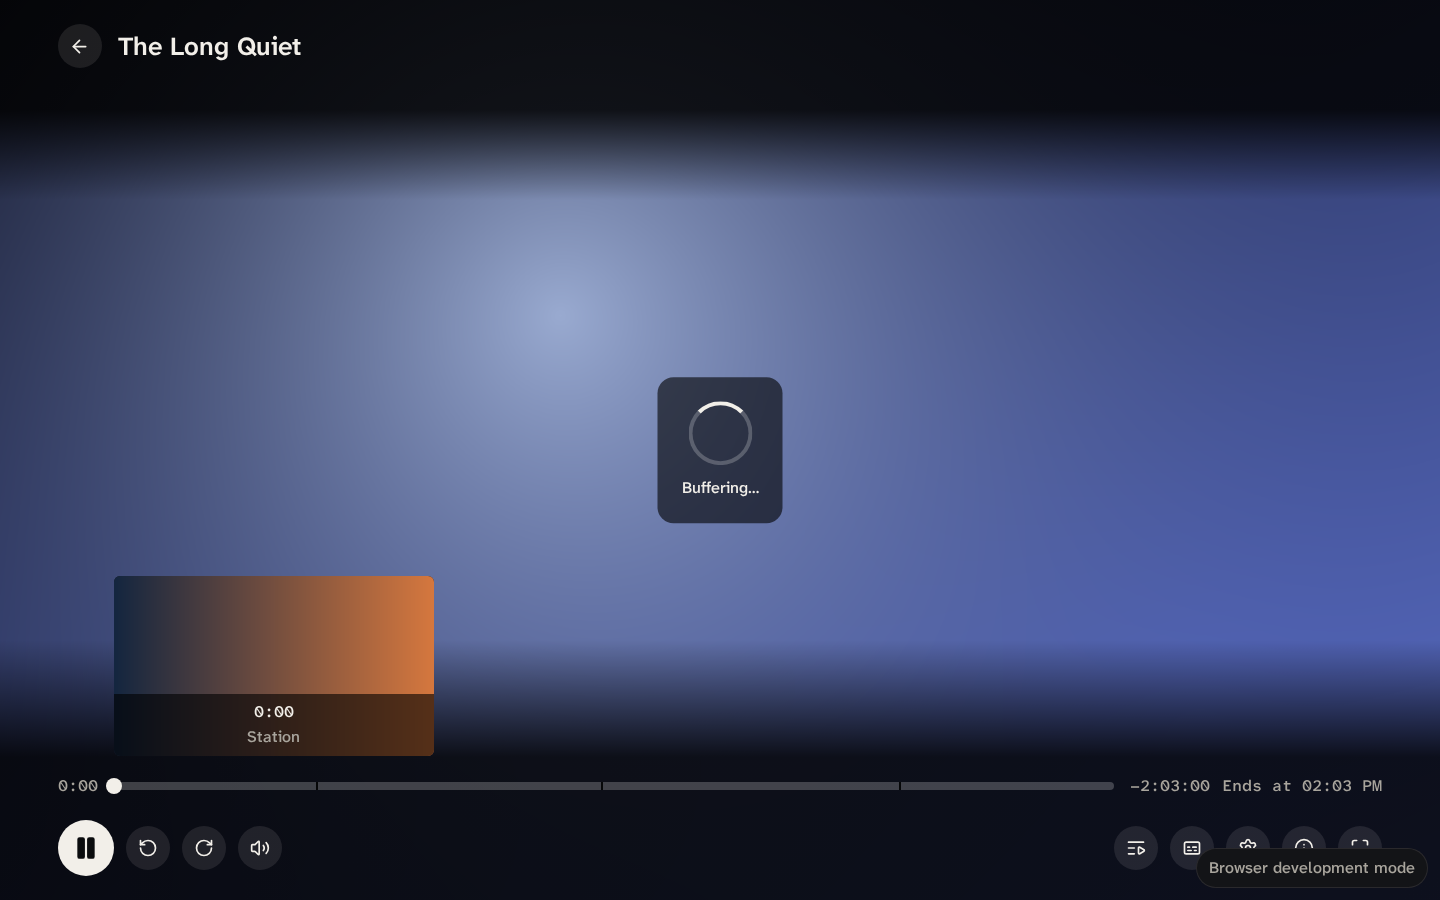 The Long Quiet
Buffering...
0:00
Station
0:00
-2:03:00 Ends at 02:03 PM
Browser development mode